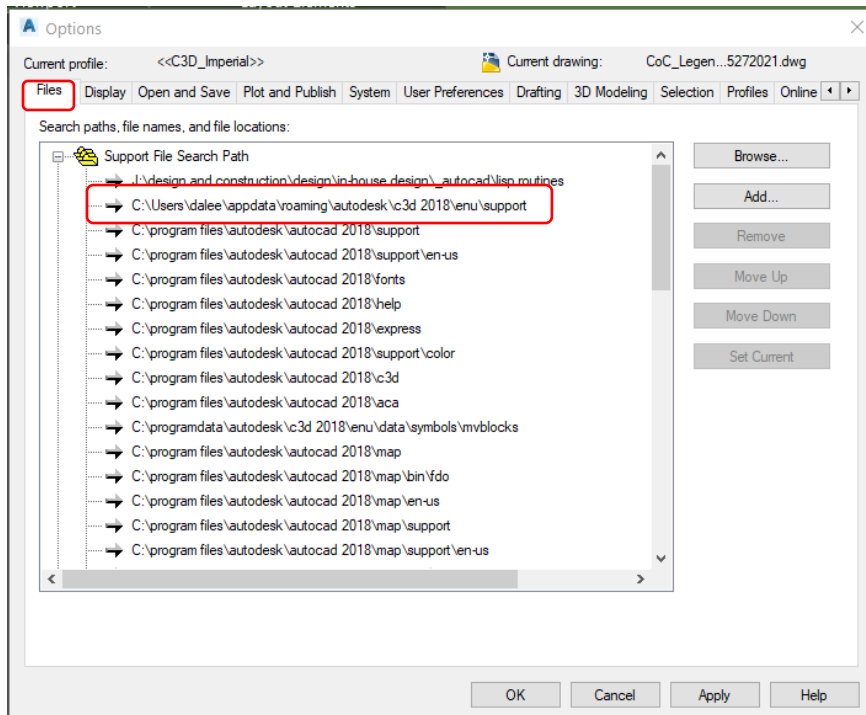 Options
Current profile: <<C3D_Imperial>> Current drawing: CoC_Legen...5272021.dwg
Files Display Open and Save Plot and Publish System User Preferences Drafting 3D Modeling Selection Profiles Online
Search paths, file names, and file locations:
Support File Search Path
J:\design and construction\design\in-house design\_autocad\lisp routines
C:\Users\dalee\appdata\roaming\autodesk\c3d 2018\enu\support
C:\program files\autodesk\autocad 2018\support
C:\program files\autodesk\autocad 2018\support\en-us
C:\program files\autodesk\autocad 2018\fonts
C:\program files\autodesk\autocad 2018\help
C:\program files\autodesk\autocad 2018\express
C:\program files\autodesk\autocad 2018\support\color
C:\program files\autodesk\autocad 2018\c3d
C:\program files\autodesk\autocad 2018\aca
C:\programdata\autodesk\c3d 2018\enu\data\symbols\mvblocks
C:\program files\autodesk\autocad 2018\map
C:\program files\autodesk\autocad 2018\map\bin\fdo
C:\program files\autodesk\autocad 2018\map\en-us
C:\program files\autodesk\autocad 2018\map\support
C:\program files\autodesk\autocad 2018\map\support\en-us
Browse...
Add...
Remove
Move Up
Move Down
Set Current
OK Cancel Apply Help